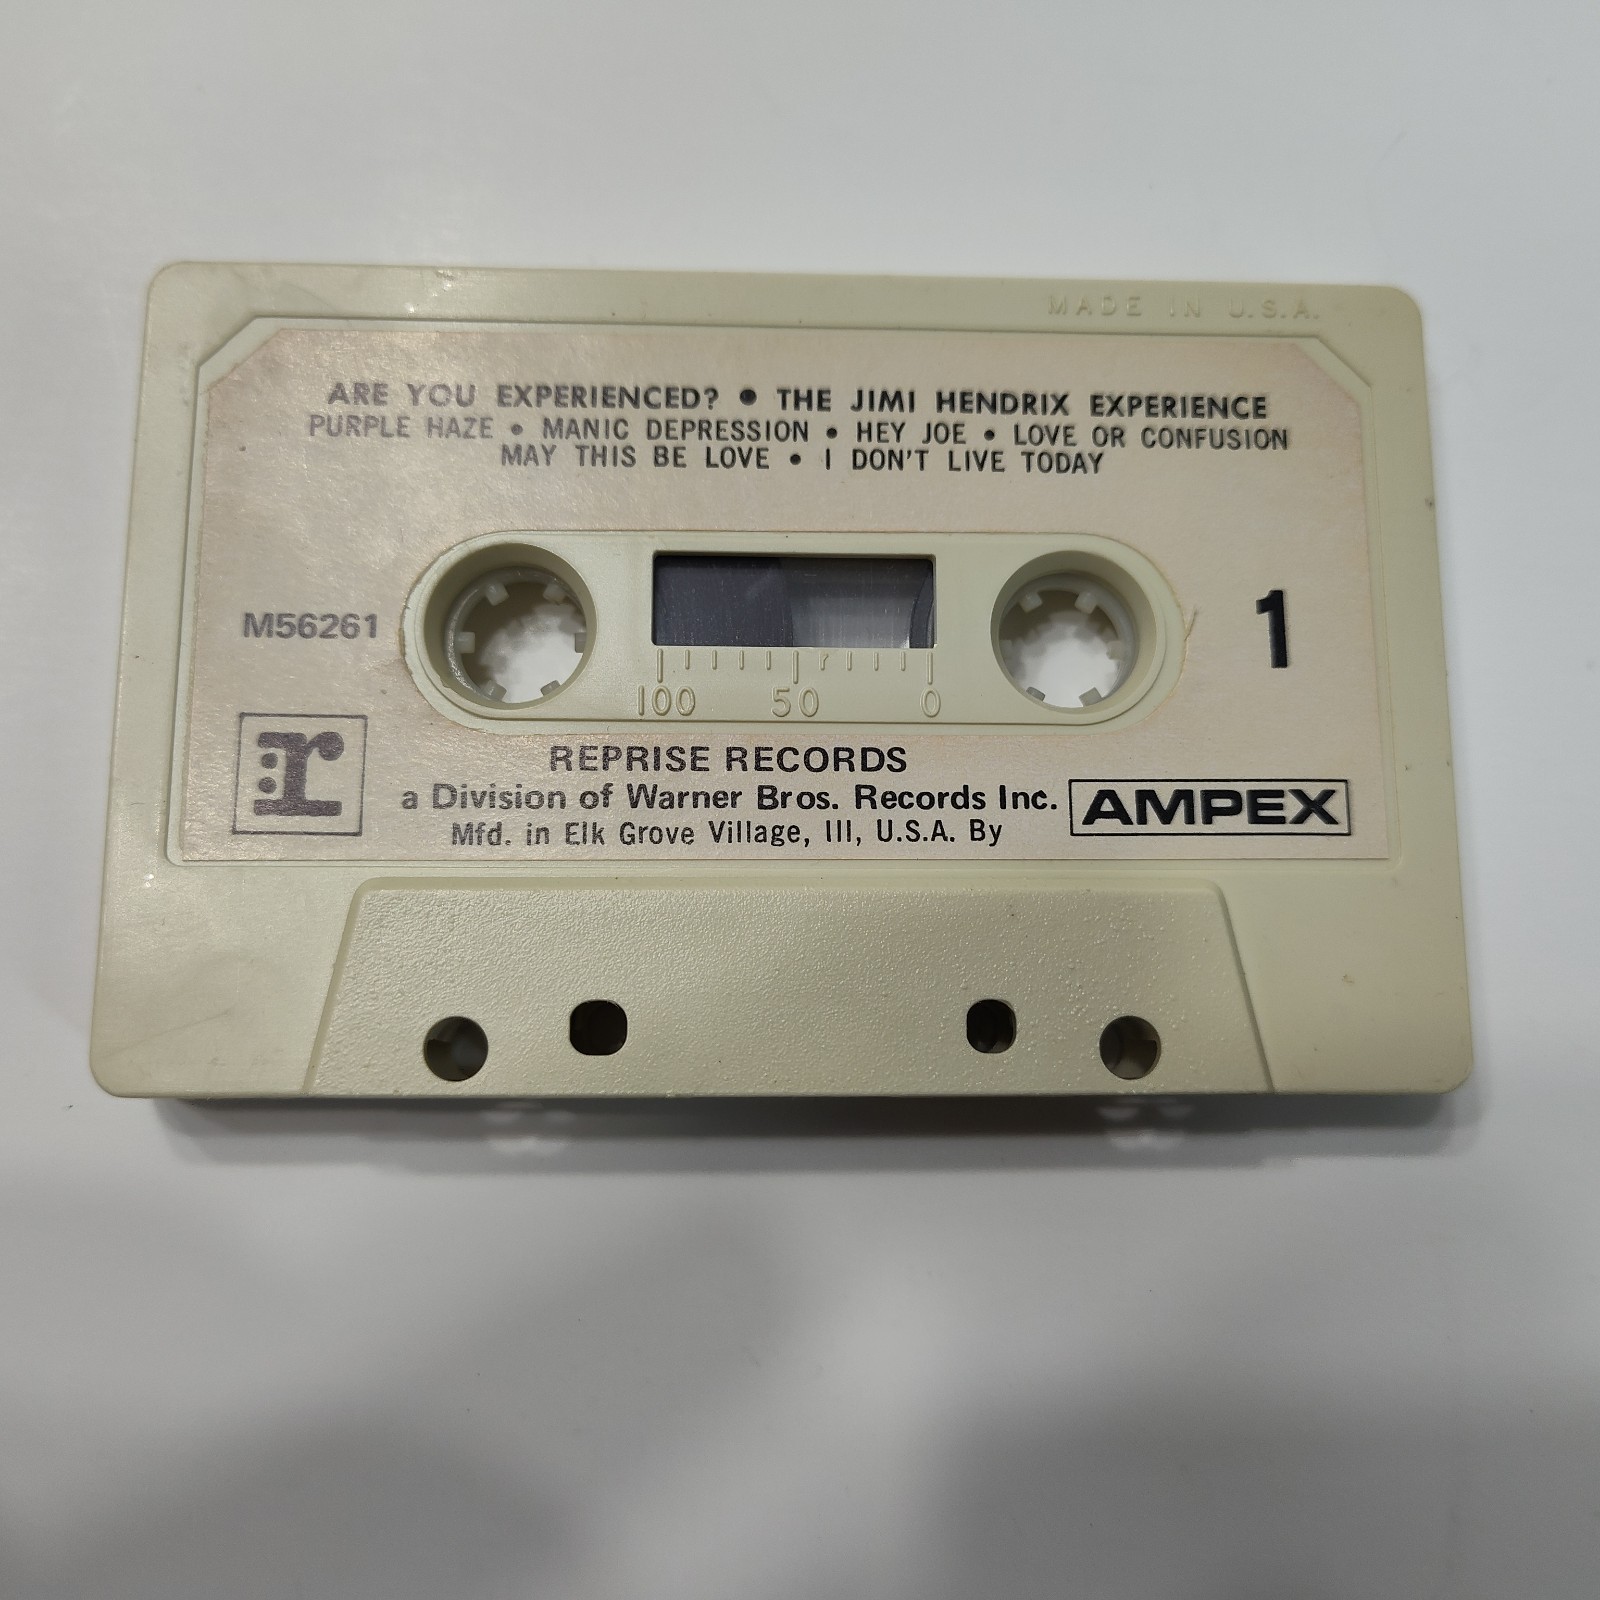 MADE IN U.S.A.
ARE YOU EXPERIENCED? • THE JIMI HENDRIX EXPERIENCE
PURPLE HAZE • MANIC DEPRESSION • HEY JOE • LOVE OR CONFUSION
MAY THIS BE LOVE • I DON'T LIVE TODAY
M56261
1
100 50 0
:r
REPRISE RECORDS
a Division of Warner Bros. Records Inc.
Mfd. in Elk Grove Village, Ill, U.S.A. By
AMPEX